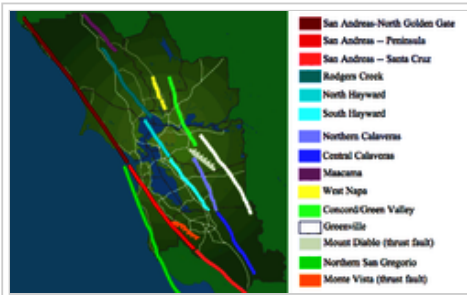 San Andreas-North Golden Gate
San Andreas -- Peninsula
San Andreas -- Santa Cruz
Rodgers Creek
North Hayward
South Hayward
Northern Calaveras
Central Calaveras
Maacama
West Napa
Concord/Green Valley
Greenville
Mount Diablo (thrust fault)
Northern San Gregorio
Monte Vista (thrust fault)